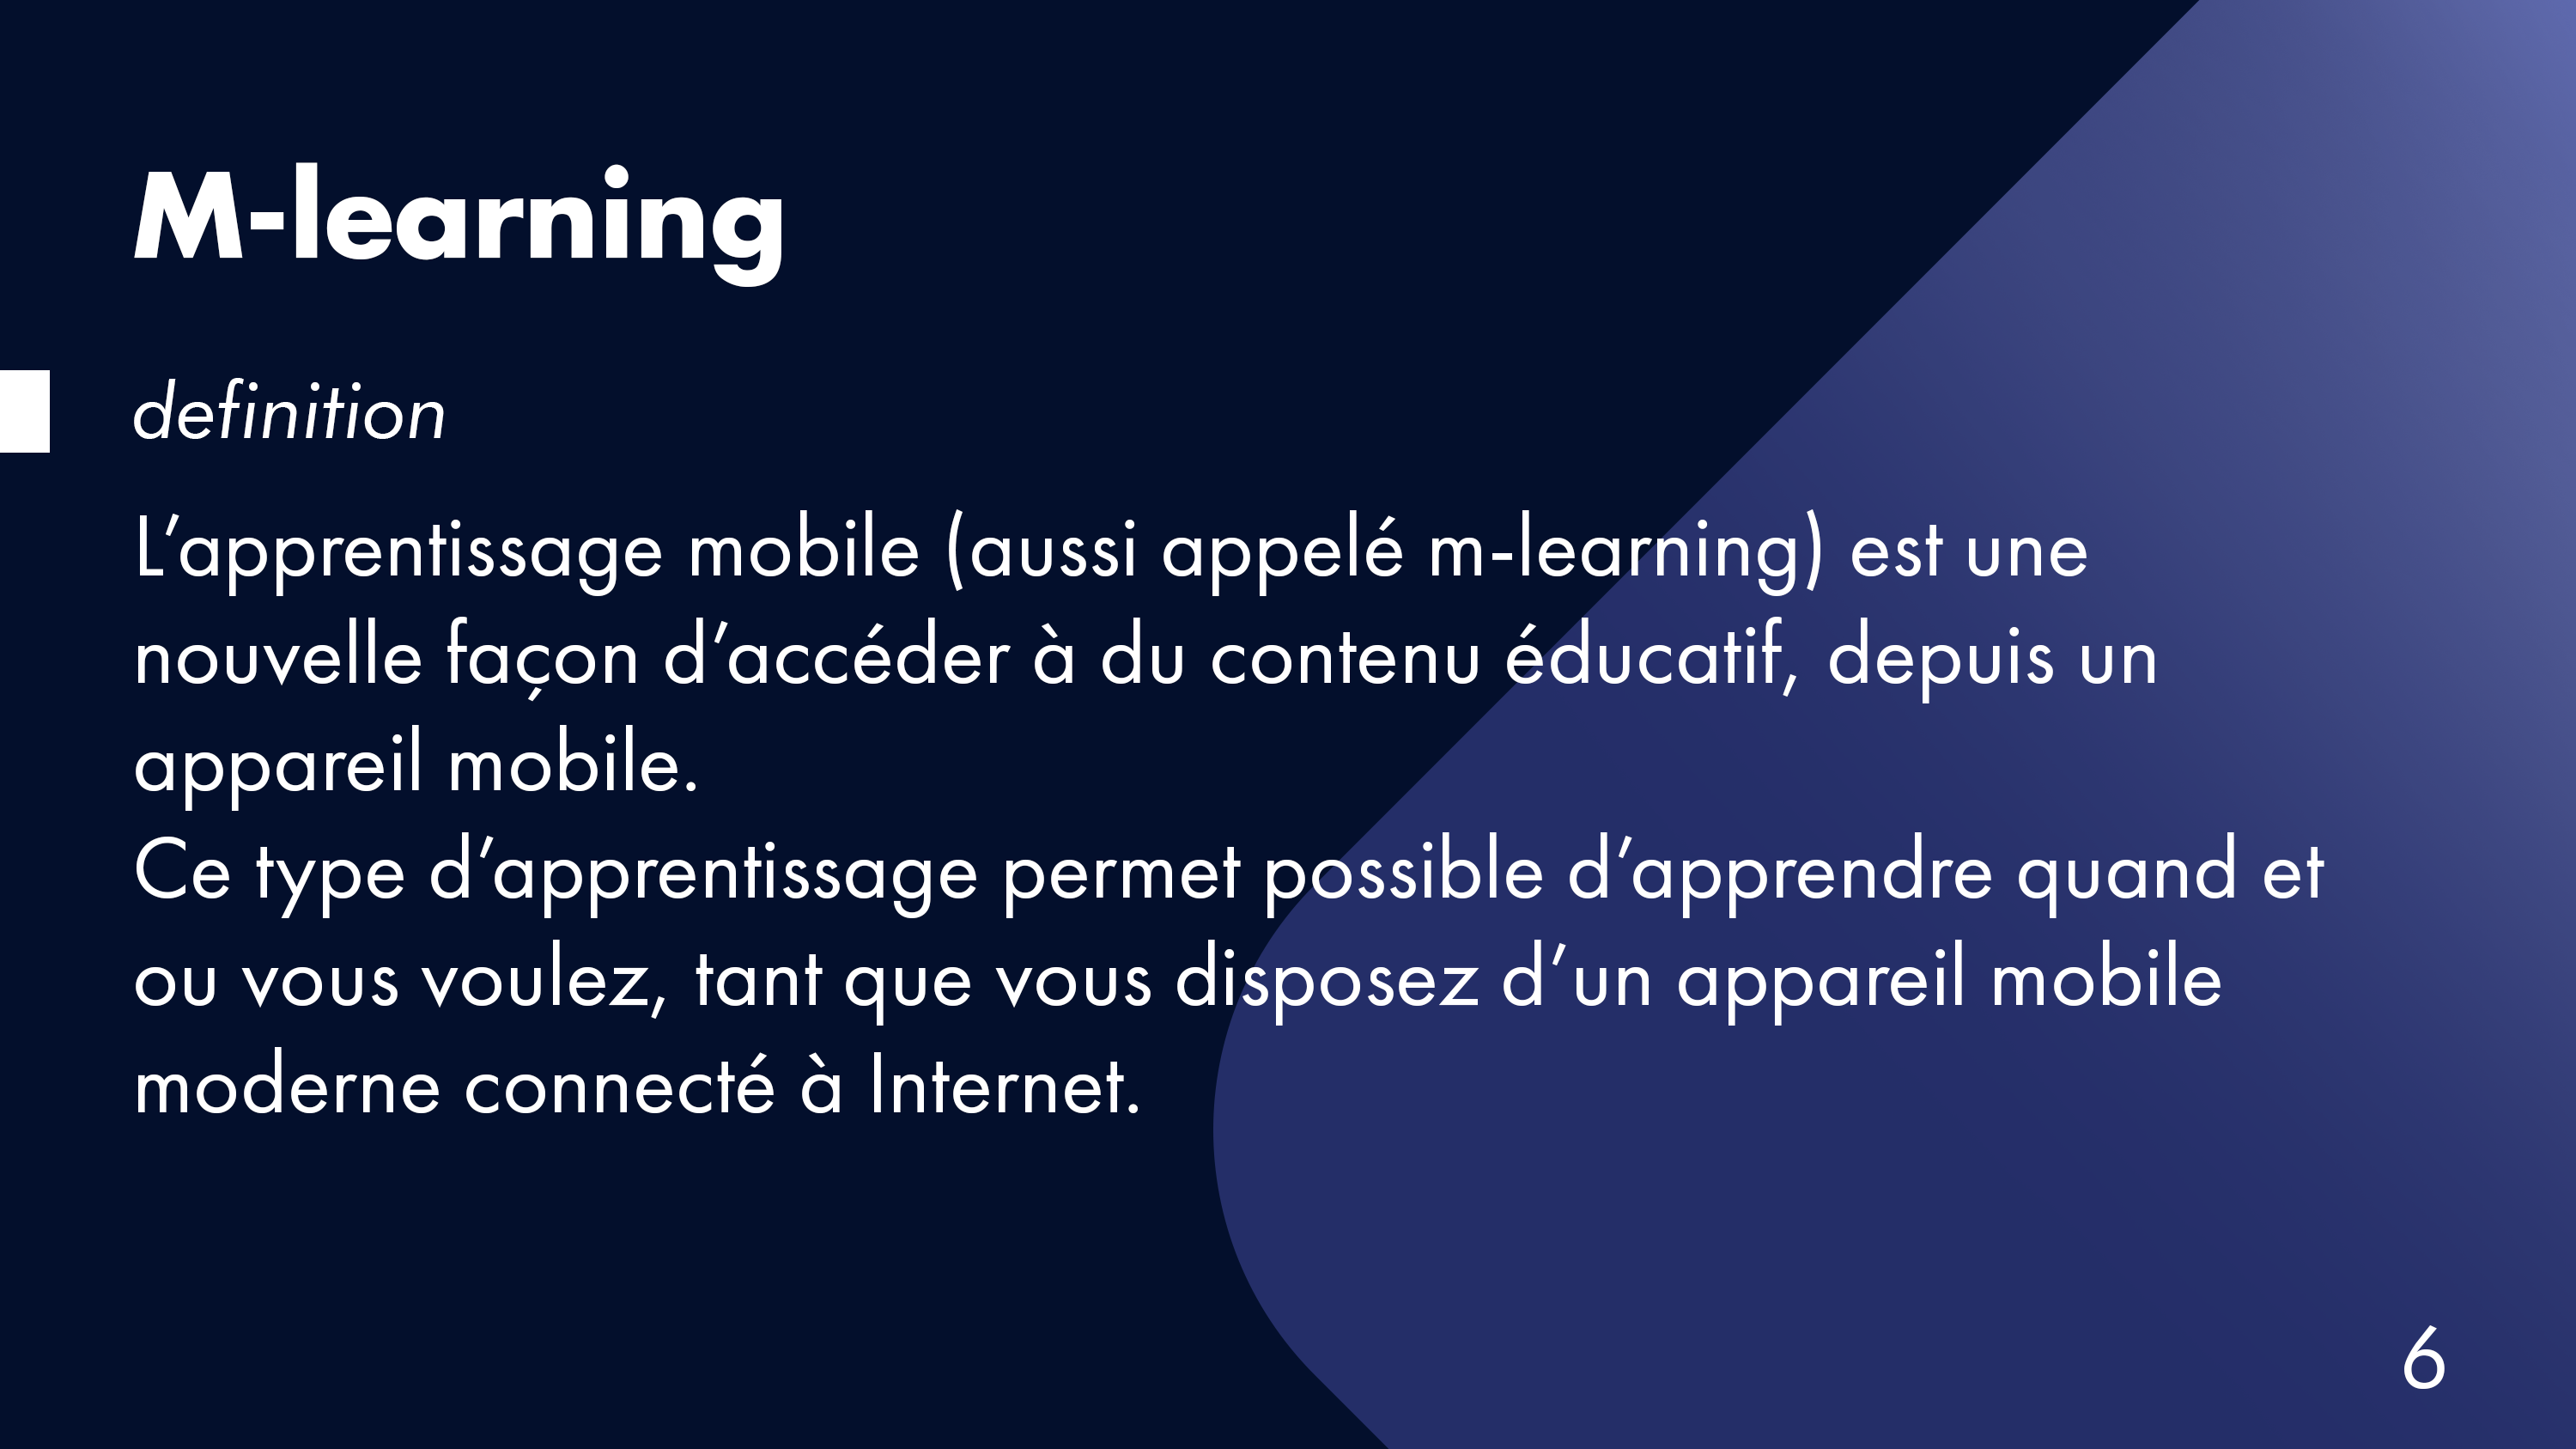 M-learning
definition
L’apprentissage mobile (aussi appelé m-learning) est une
nouvelle façon d’accéder à du contenu éducatif, depuis un
appareil mobile.
Ce type d’apprentissage permet possible d’apprendre quand et
ou vous voulez, tant que vous disposez d’un appareil mobile
moderne connecté à Internet.
6